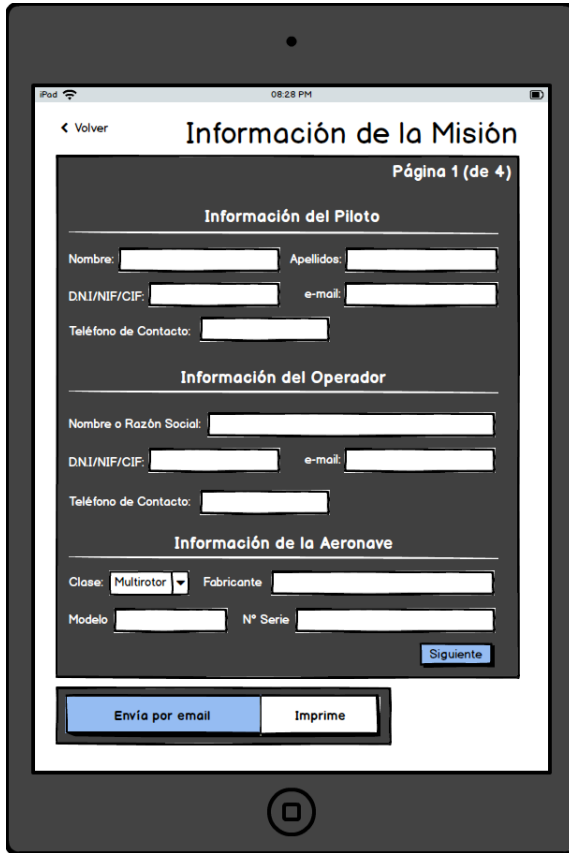 iPad 08:28 PM
Volver
Información de la Misión
Página 1 (de 4)
Información del Piloto
Nombre: Apellidos:
D.N.I/NIF/CIF: e-mail:
Teléfono de Contacto:
Información del Operador
Nombre o Razón Social:
D.N.I/NIF/CIF: e-mail:
Teléfono de Contacto:
Información de la Aeronave
Clase: Multirotor Fabricante
Modelo Nº Serie
Siguiente
Envía por email Imprime